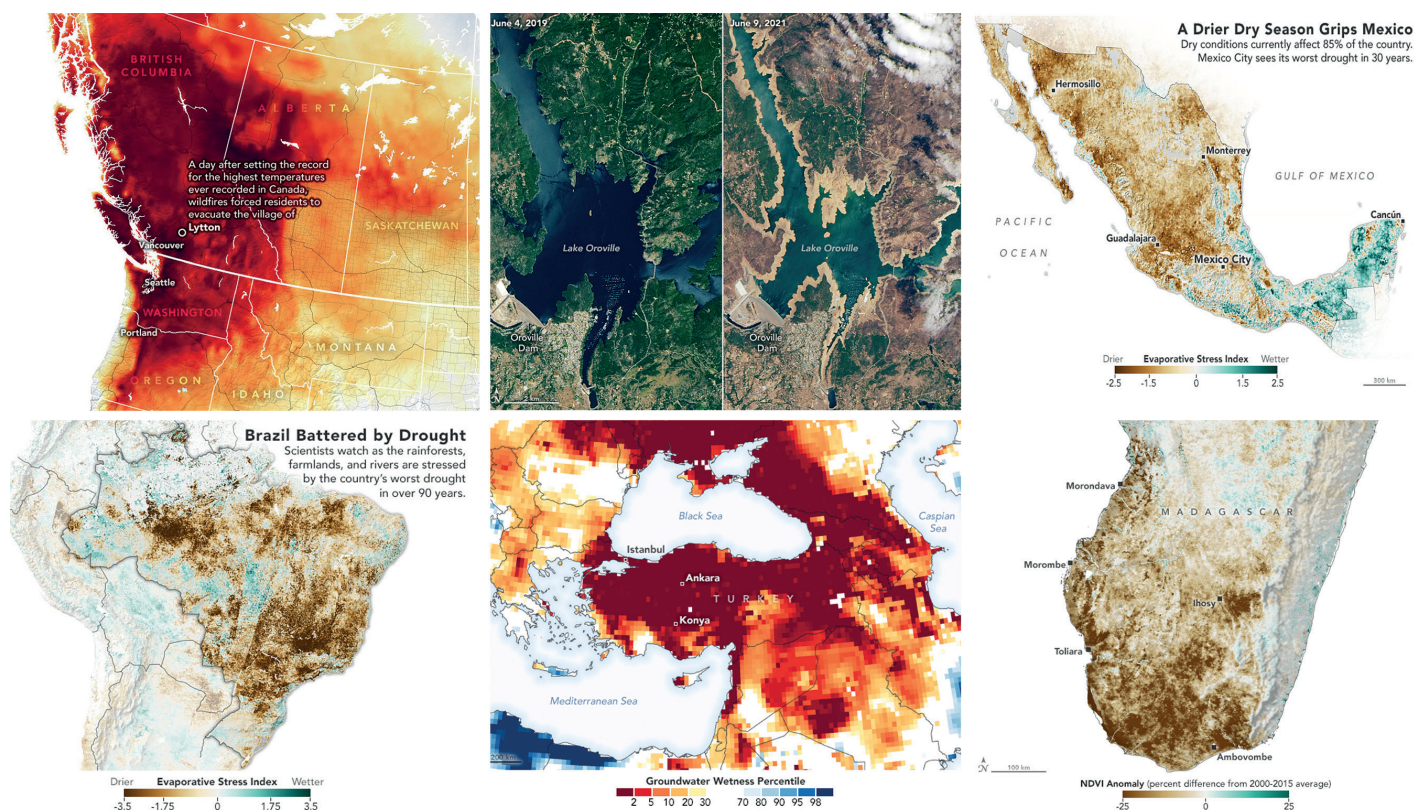 BRITISH
COLUMBIA
ALBERTA
A day after setting the record
for the highest temperatures
ever recorded in Canada,
wildfires forced residents to
evacuate the village of
Lytton
SASKATCHEWAN
Vancouver
Seattle
WASHINGTON
Portland
MONTANA
OREGON
IDAHO
June 4, 2019
Lake Oroville
Oroville
Dam
N
2 km
June 9, 2021
Lake Oroville
Oroville
Dam
A Drier Dry Season Grips Mexico
Dry conditions currently affect 85% of the country.
Mexico City sees its worst drought in 30 years.
Hermosillo
Monterrey
GULF OF MEXICO
PACIFIC
OCEAN
Cancún
Guadalajara
Mexico City
Drier Evaporative Stress Index Wetter
-2.5 -1.5 0 1.5 2.5
300 km
Brazil Battered by Drought
Scientists watch as the rainforests,
farmlands, and rivers are stressed
by the country's worst drought
in over 90 years.
Drier Evaporative Stress Index Wetter
-3.5 -1.75 0 1.75 3.5
Black Sea
Caspian
Sea
Istanbul
Ankara
TURKEY
Konya
Mediterranean Sea
200 km
Groundwater Wetness Percentile
2 5 10 20 30 70 80 90 95 98
Morondava
MADAGASCAR
Morombe
Ihosy
Toliara
Ambovombe
N
100 km
NDVI Anomaly (percent difference from 2000-2015 average)
-25 0 25